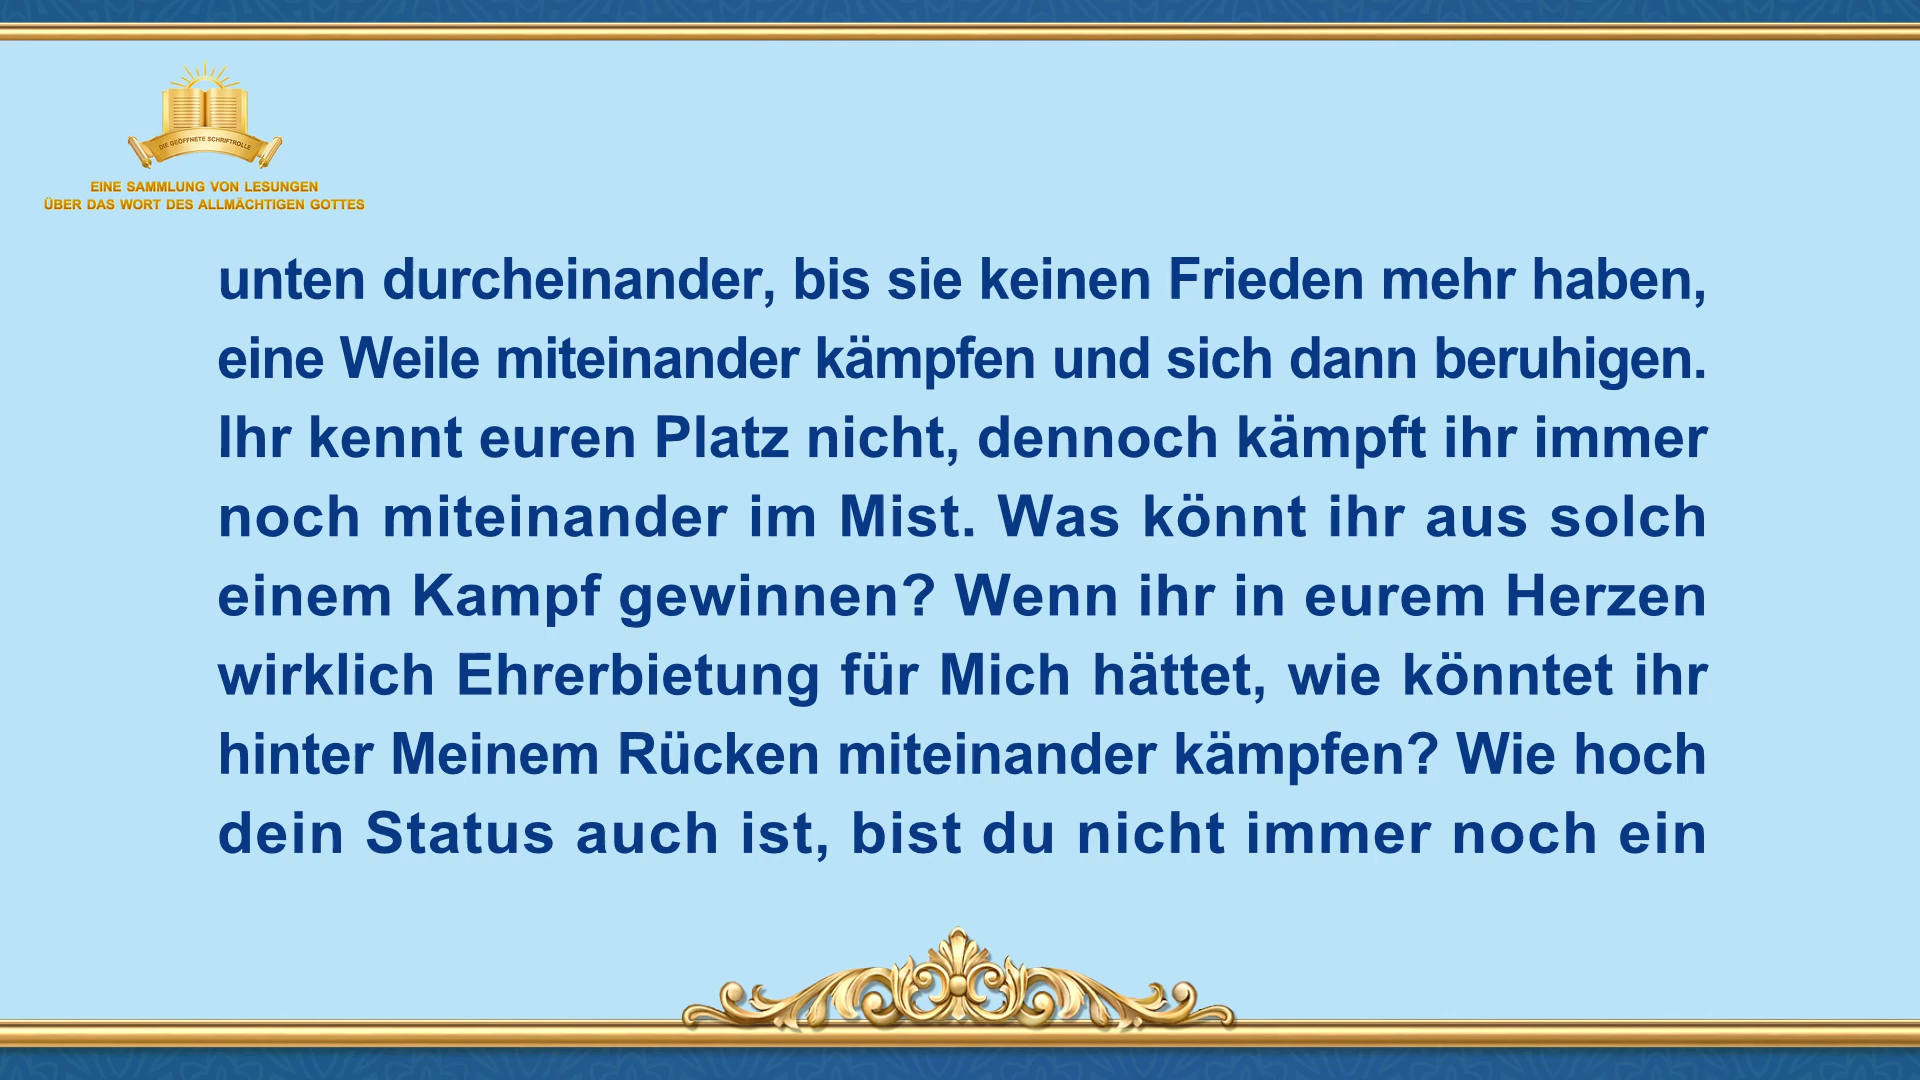 DIE GEÖFFNETE SCHRIFTROLLE
EINE SAMMLUNG VON LESUNGEN
ÜBER DAS WORT DES ALLMÄCHTIGEN GOTTES
unten durcheinander, bis sie keinen Frieden mehr haben,
eine Weile miteinander kämpfen und sich dann beruhigen.
Ihr kennt euren Platz nicht, dennoch kämpft ihr immer
noch miteinander im Mist. Was könnt ihr aus solch
einem Kampf gewinnen? Wenn ihr in eurem Herzen
wirklich Ehrerbietung für Mich hättet, wie könntet ihr
hinter Meinem Rücken miteinander kämpfen? Wie hoch
dein Status auch ist, bist du nicht immer noch ein